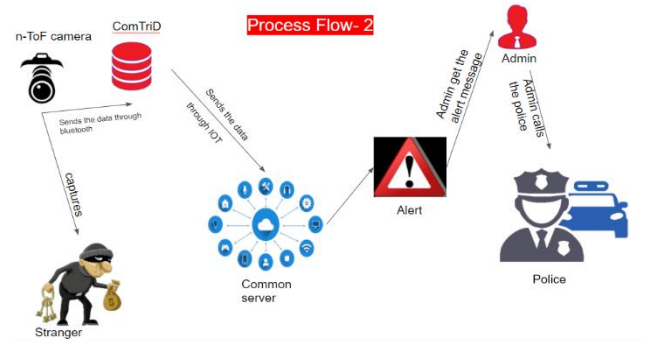 Process Flow- 2
ComTriD
n-ToF camera
Admin
Sends the data through
bluetooth
Sends the data
through IOT
Admin get the
alert message
Admin calls
the police
captures
Alert
Common
server
Police
Stranger